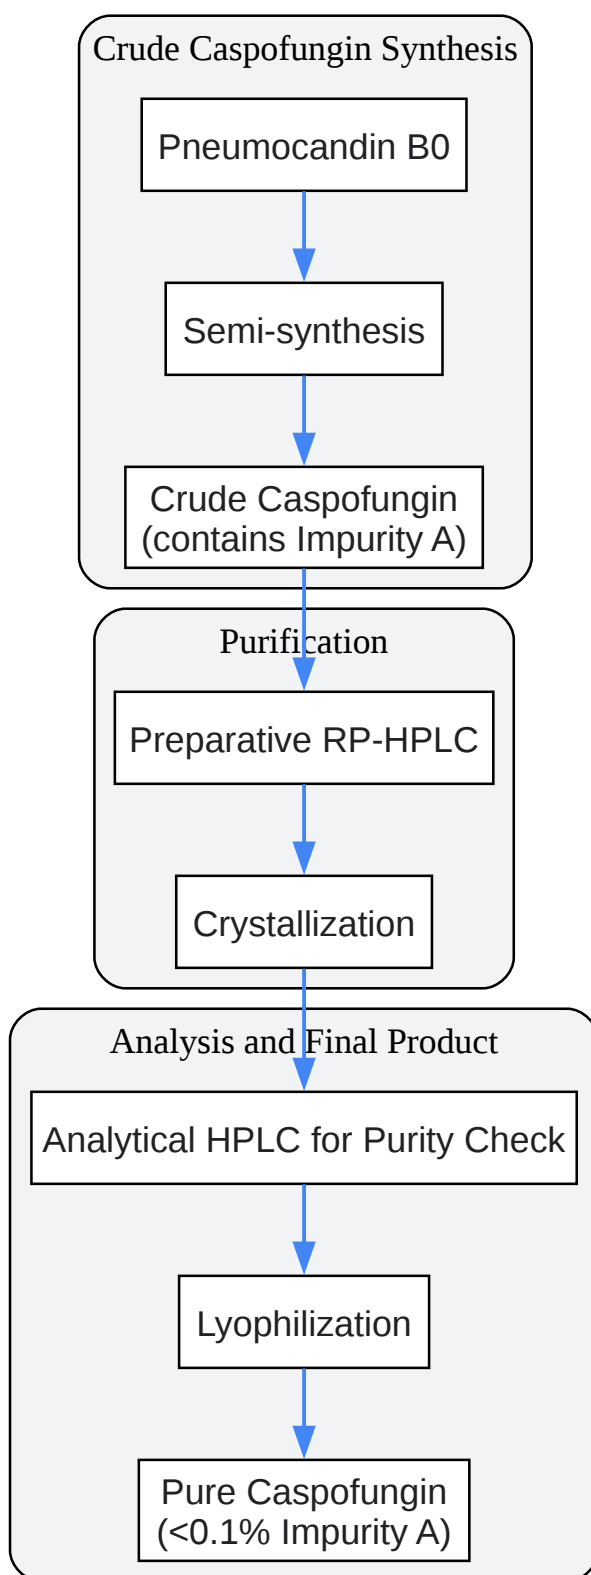 Crude Caspofungin Synthesis
Pneumocandin B0
Semi-synthesis
Crude Caspofungin
(contains Impurity A)
Purification
Preparative RP-HPLC
Crystallization
Analysis and Final Product
Analytical HPLC for Purity Check
Lyophilization
Pure Caspofungin
(<0.1% Impurity A)